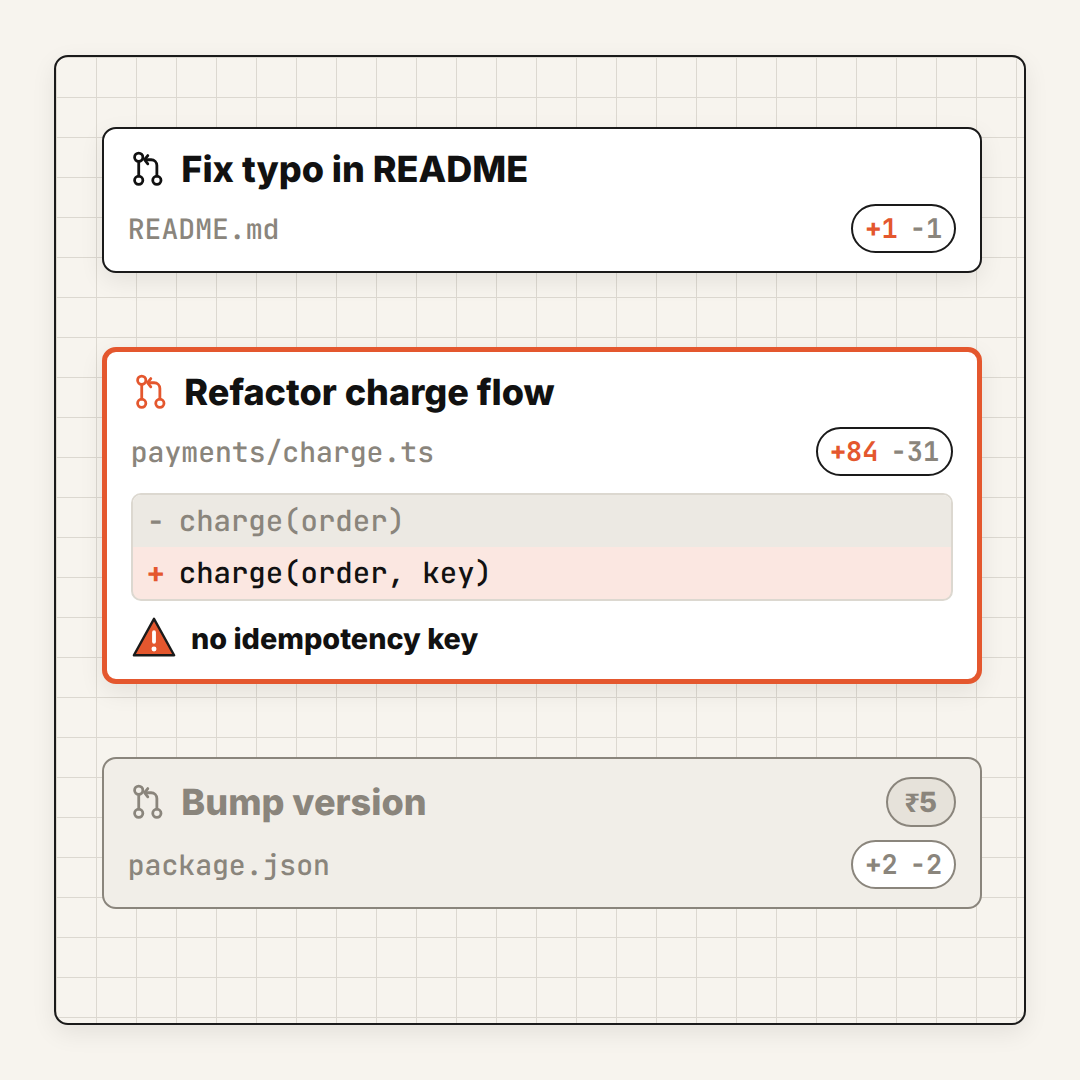 Fix typo in README
README.md +1 -1
Refactor charge flow
payments/charge.ts +84 -31
- charge(order)
+ charge(order, key)
no idempotency key
Bump version ₹5
package.json +2 -2